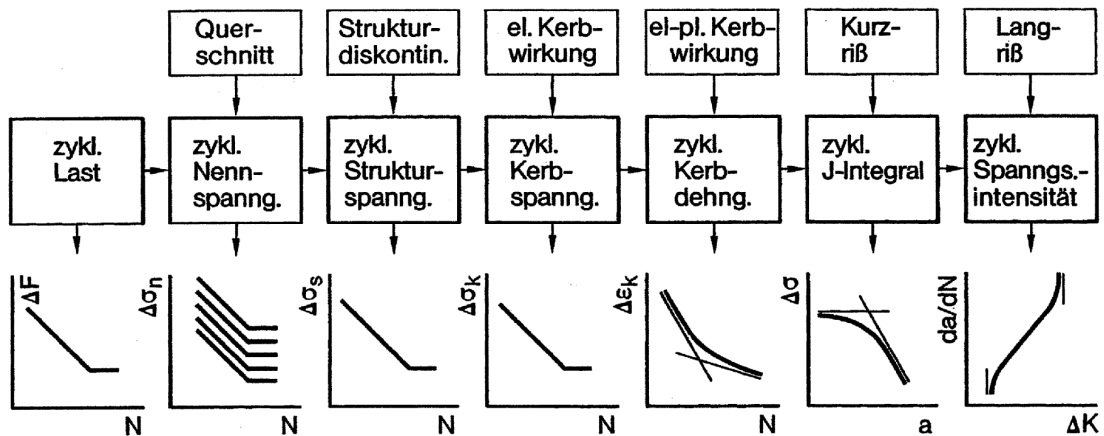 Quer-
schnitt
Struktur-
diskontin.
el. Kerb-
wirkung
el-pl. Kerb-
wirkung
Kurz-
riß
Lang-
riß
zykl.
Last
zykl.
Nenn-
spanng.
zykl.
Struktur-
spanng.
zykl.
Kerb-
spanng.
zykl.
Kerb-
dehng.
zykl.
J-Integral
zykl.
Spanngs.-
intensität
ΔF
N
Δσn
N
Δσs
N
Δσk
N
Δεk
N
Δσ
a
da/dN
ΔK